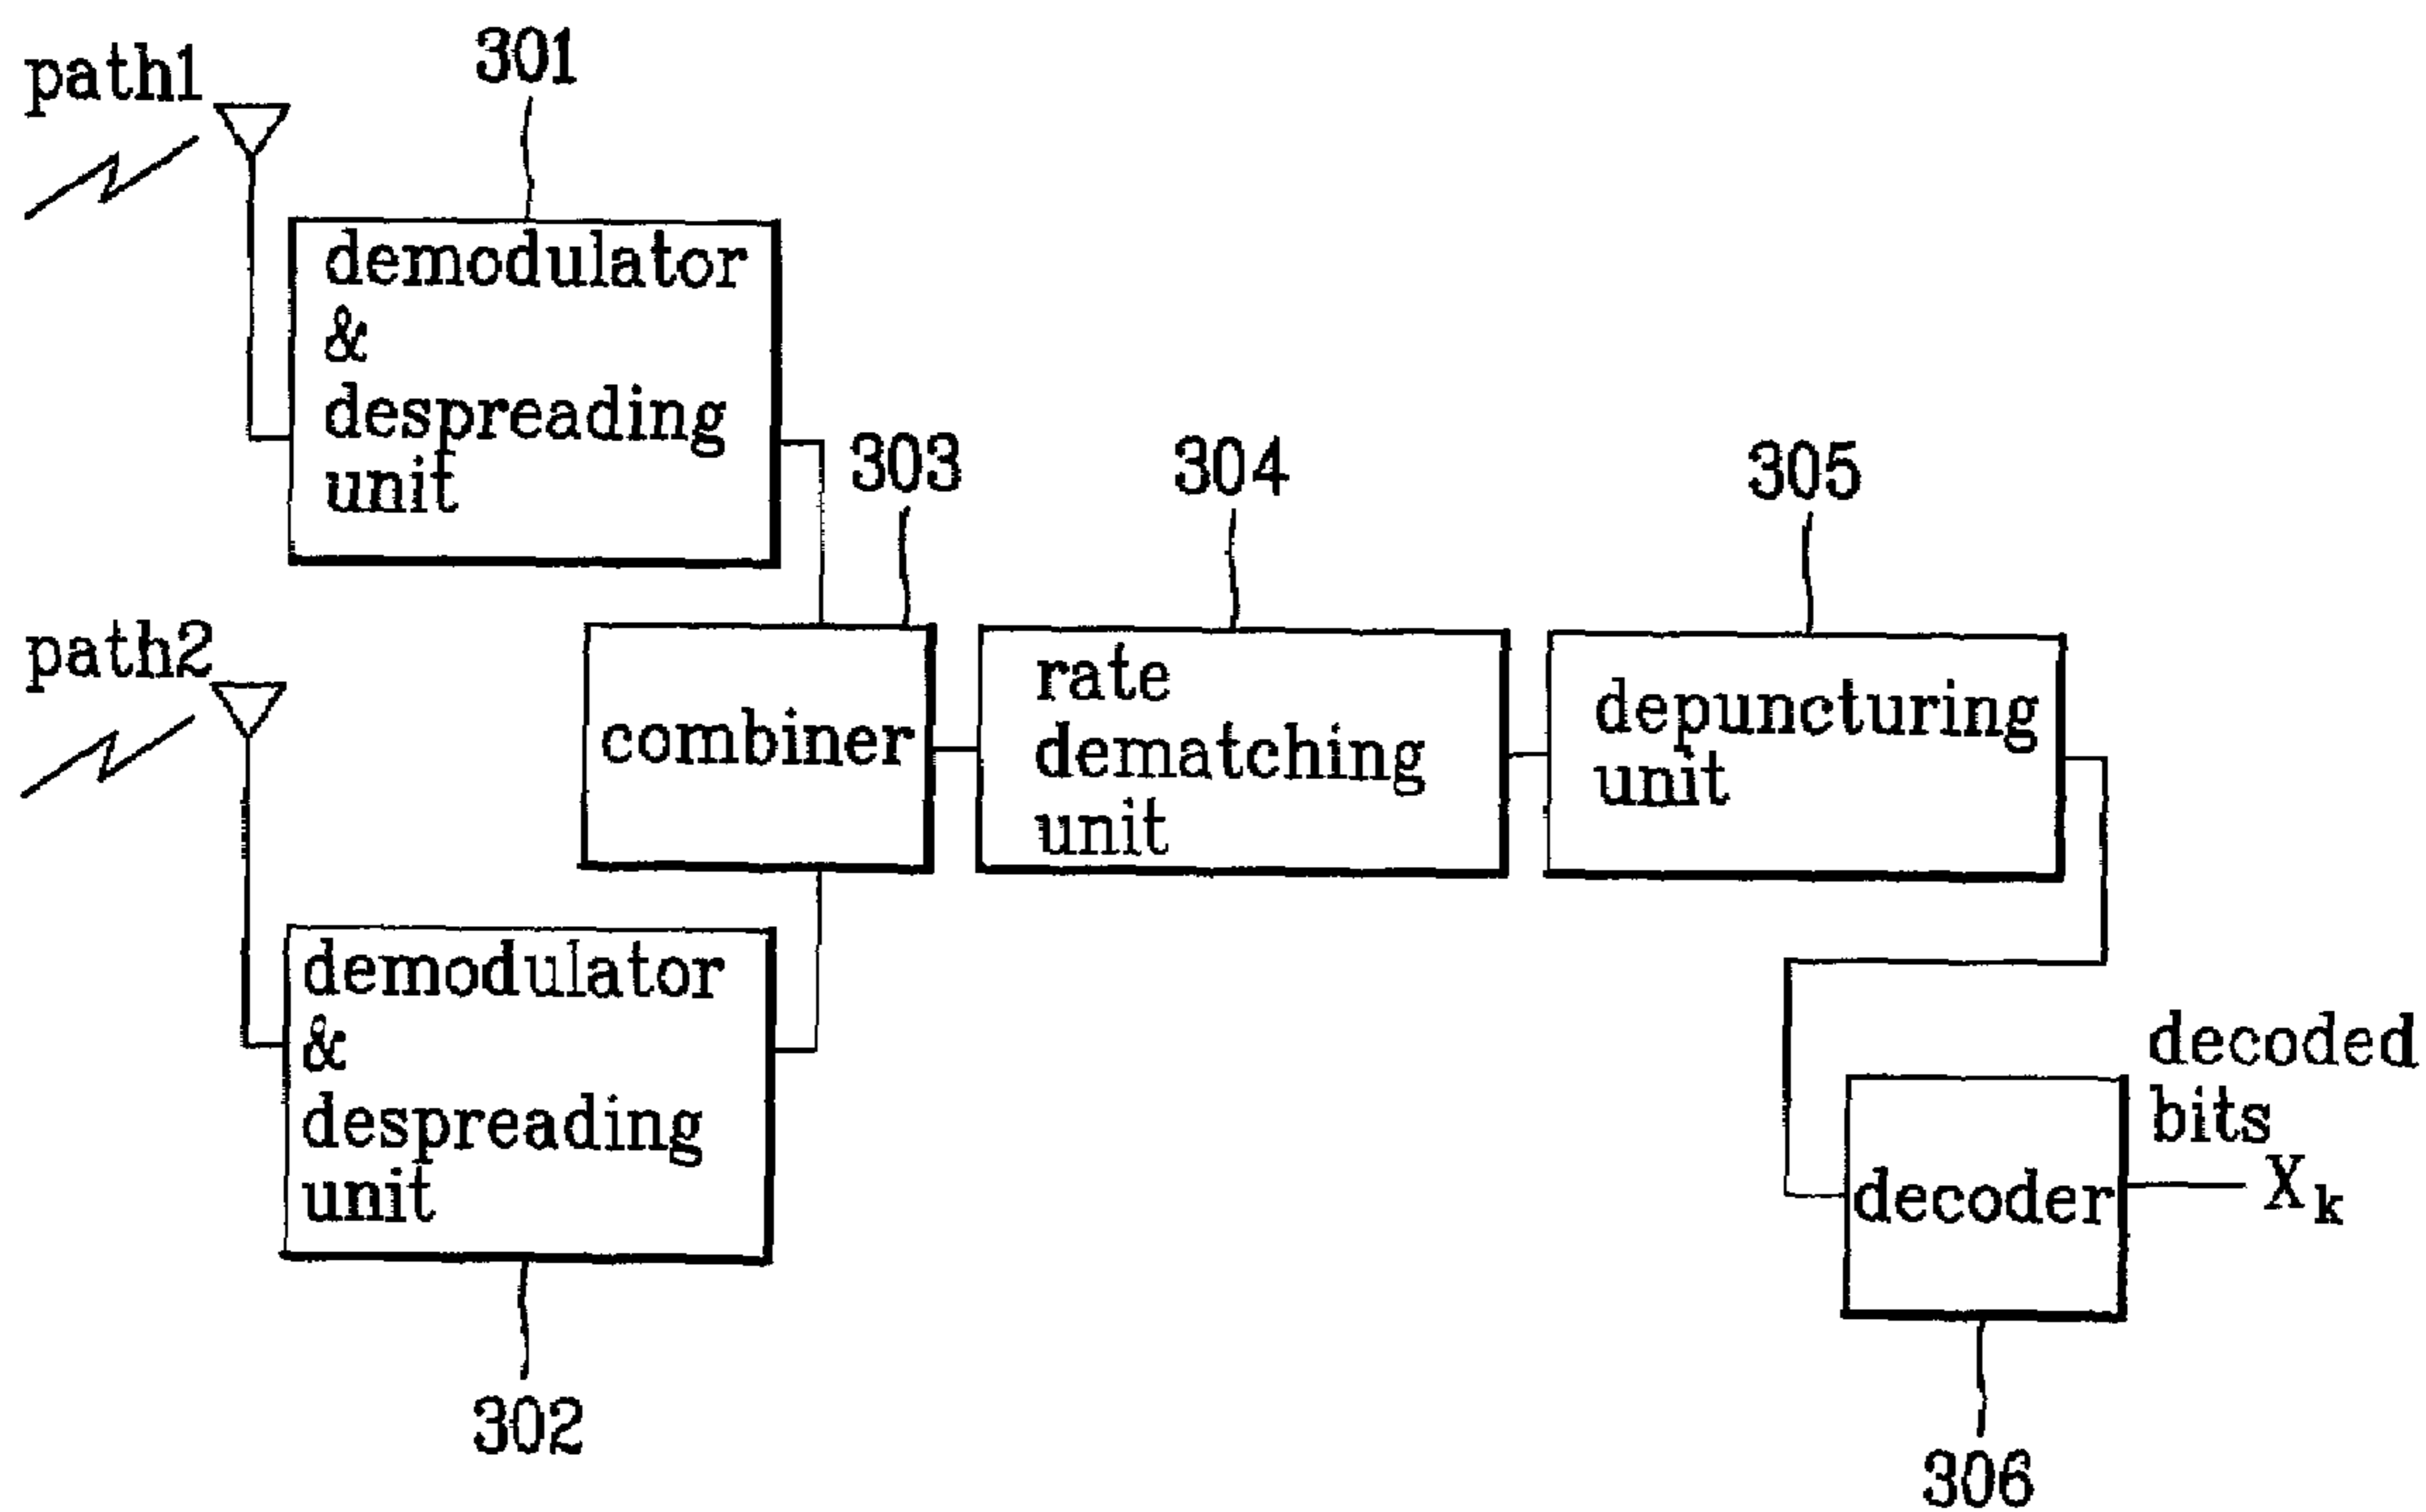 path1
301
demodulator
&
despreading
unit
303
304
305
path2
combiner
rate
dematching
unit
depuncturing
unit
demodulator
&
despreading
unit
302
decoded
bits
decoder
Xk
306